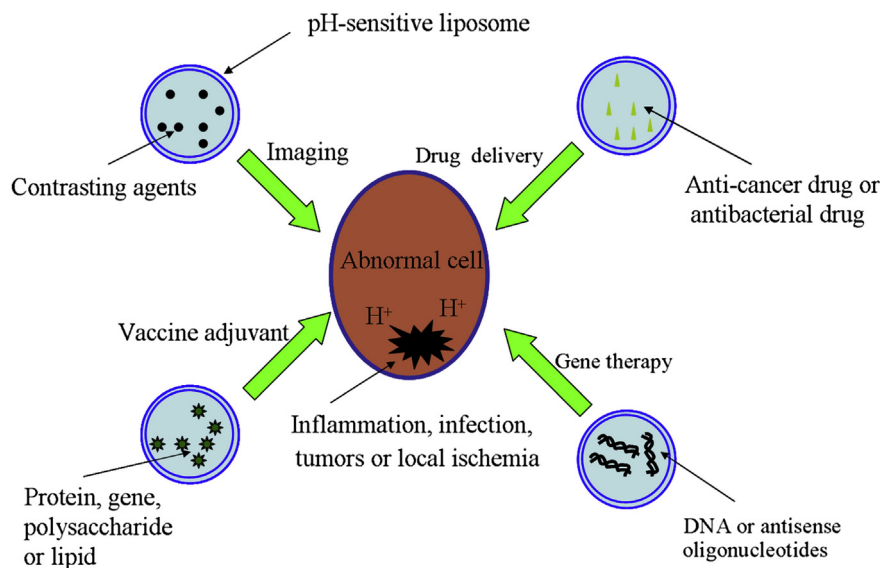 pH-sensitive liposome
Imaging
Drug delivery
Contrasting agents
Anti-cancer drug or
antibacterial drug
Abnormal cell
H⁺
H⁺
Vaccine adjuvant
Gene therapy
Inflammation, infection,
tumors or local ischemia
Protein, gene,
polysaccharide
or lipid
DNA or antisense
oligonucleotides